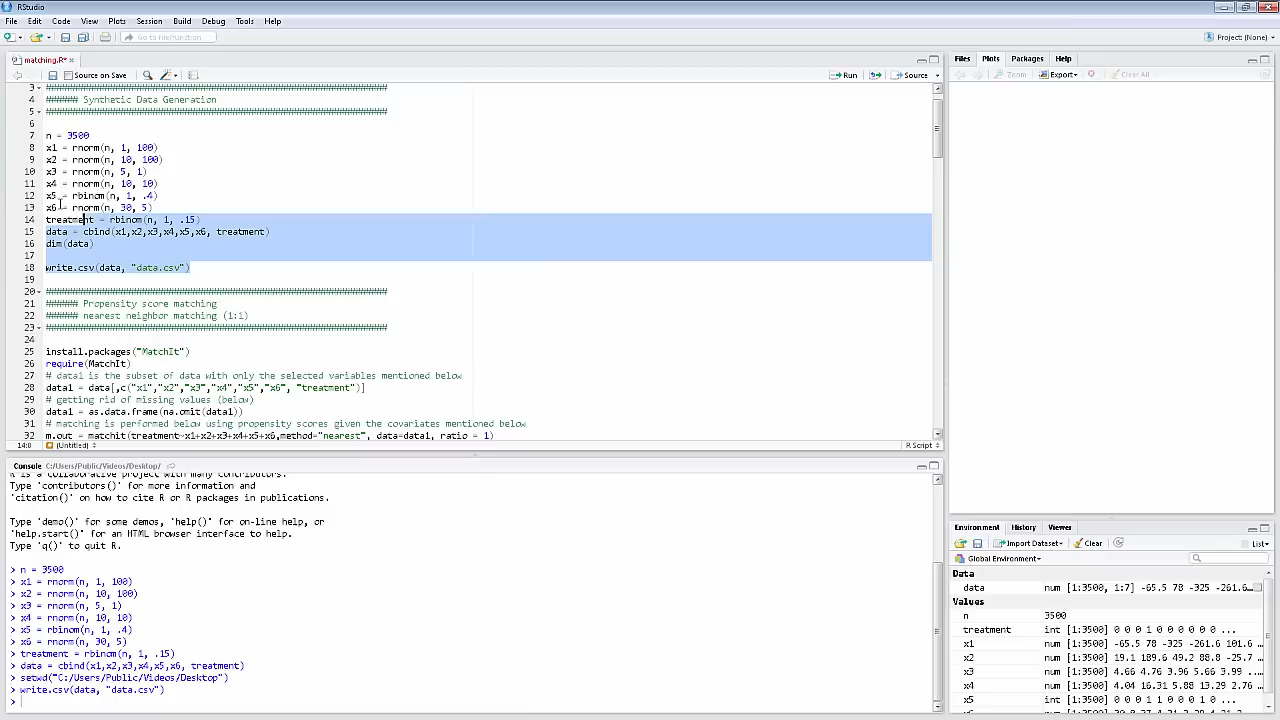 RStudio
File Edit Code View Plots Session Build Debug Tools Help
Go to file/function
Project: (None)
matching.R*
Source on Save
Run
Source
3 ########################################################
4 ###### Synthetic Data Generation
5 ########################################################
6
7 n = 3500
8 x1 = rnorm(n, 1, 100)
9 x2 = rnorm(n, 10, 100)
10 x3 = rnorm(n, 5, 1)
11 x4 = rnorm(n, 10, 10)
12 x5 = rbinom(n, 1, .4)
13 x6 = rnorm(n, 30, 5)
14 treatment = rbinom(n, 1, .15)
15 data = cbind(x1,x2,x3,x4,x5,x6, treatment)
16 dim(data)
17
18 write.csv(data, "data.csv")
19
20 ########################################################
21 ###### Propensity score matching
22 ###### nearest neighbor matching (1:1)
23 ########################################################
24
25 install.packages("MatchIt")
26 require(MatchIt)
27 # data1 is the subset of data with only the selected variables mentioned below
28 data1 = data[,c("x1","x2","x3","x4","x5","x6", "treatment")]
29 # getting rid of missing values (below)
30 data1 = as.data.frame(na.omit(data1))
31 # matching is performed below using propensity scores given the covariates mentioned below
32 m.out = matchit(treatment~x1+x2+x3+x4+x5+x6,method="nearest", data=data1, ratio = 1)
14:8 (Untitled) R Script
Console C:/Users/Public/Videos/Desktop/
R is a collaborative project with many contributors.
Type 'contributors()' for more information and
'citation()' on how to cite R or R packages in publications.
Type 'demo()' for some demos, 'help()' for on-line help, or
'help.start()' for an HTML browser interface to help.
Type 'q()' to quit R.
> n = 3500
> x1 = rnorm(n, 1, 100)
> x2 = rnorm(n, 10, 100)
> x3 = rnorm(n, 5, 1)
> x4 = rnorm(n, 10, 10)
> x5 = rbinom(n, 1, .4)
> x6 = rnorm(n, 30, 5)
> treatment = rbinom(n, 1, .15)
> data = cbind(x1,x2,x3,x4,x5,x6, treatment)
> setwd("C:/Users/Public/Videos/Desktop")
> write.csv(data, "data.csv")
>
Files Plots Packages Help
Zoom Export Clear All
Environment History Viewer
Import Dataset Clear List
Global Environment
Data
data num [1:3500, 1:7] -65.5 78 -325 -261.6...
Values
n 3500
treatment int [1:3500] 0 0 0 1 0 0 0 0 0 0 ...
x1 num [1:3500] -65.5 78 -325 -261.6 101.6 ...
x2 num [1:3500] 19.1 189.6 49.2 88.8 -25.7 ...
x3 num [1:3500] 4.66 4.76 3.96 5.66 3.99 ...
x4 num [1:3500] 4.04 16.31 5.88 13.29 2.76 ...
x5 int [1:3500] 0 0 0 1 1 0 0 0 1 0 ...